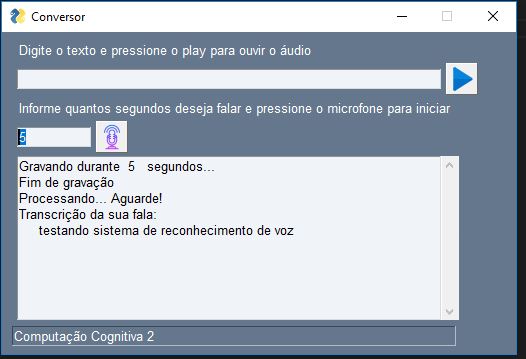 Conversor
Digite o texto e pressione o play para ouvir o áudio
Informe quantos segundos deseja falar e pressione o microfone para iniciar
5
Gravando durante 5 segundos...
Fim de gravação
Processando... Aguarde!
Transcrição da sua fala:
testando sistema de reconhecimento de voz
Computação Cognitiva 2